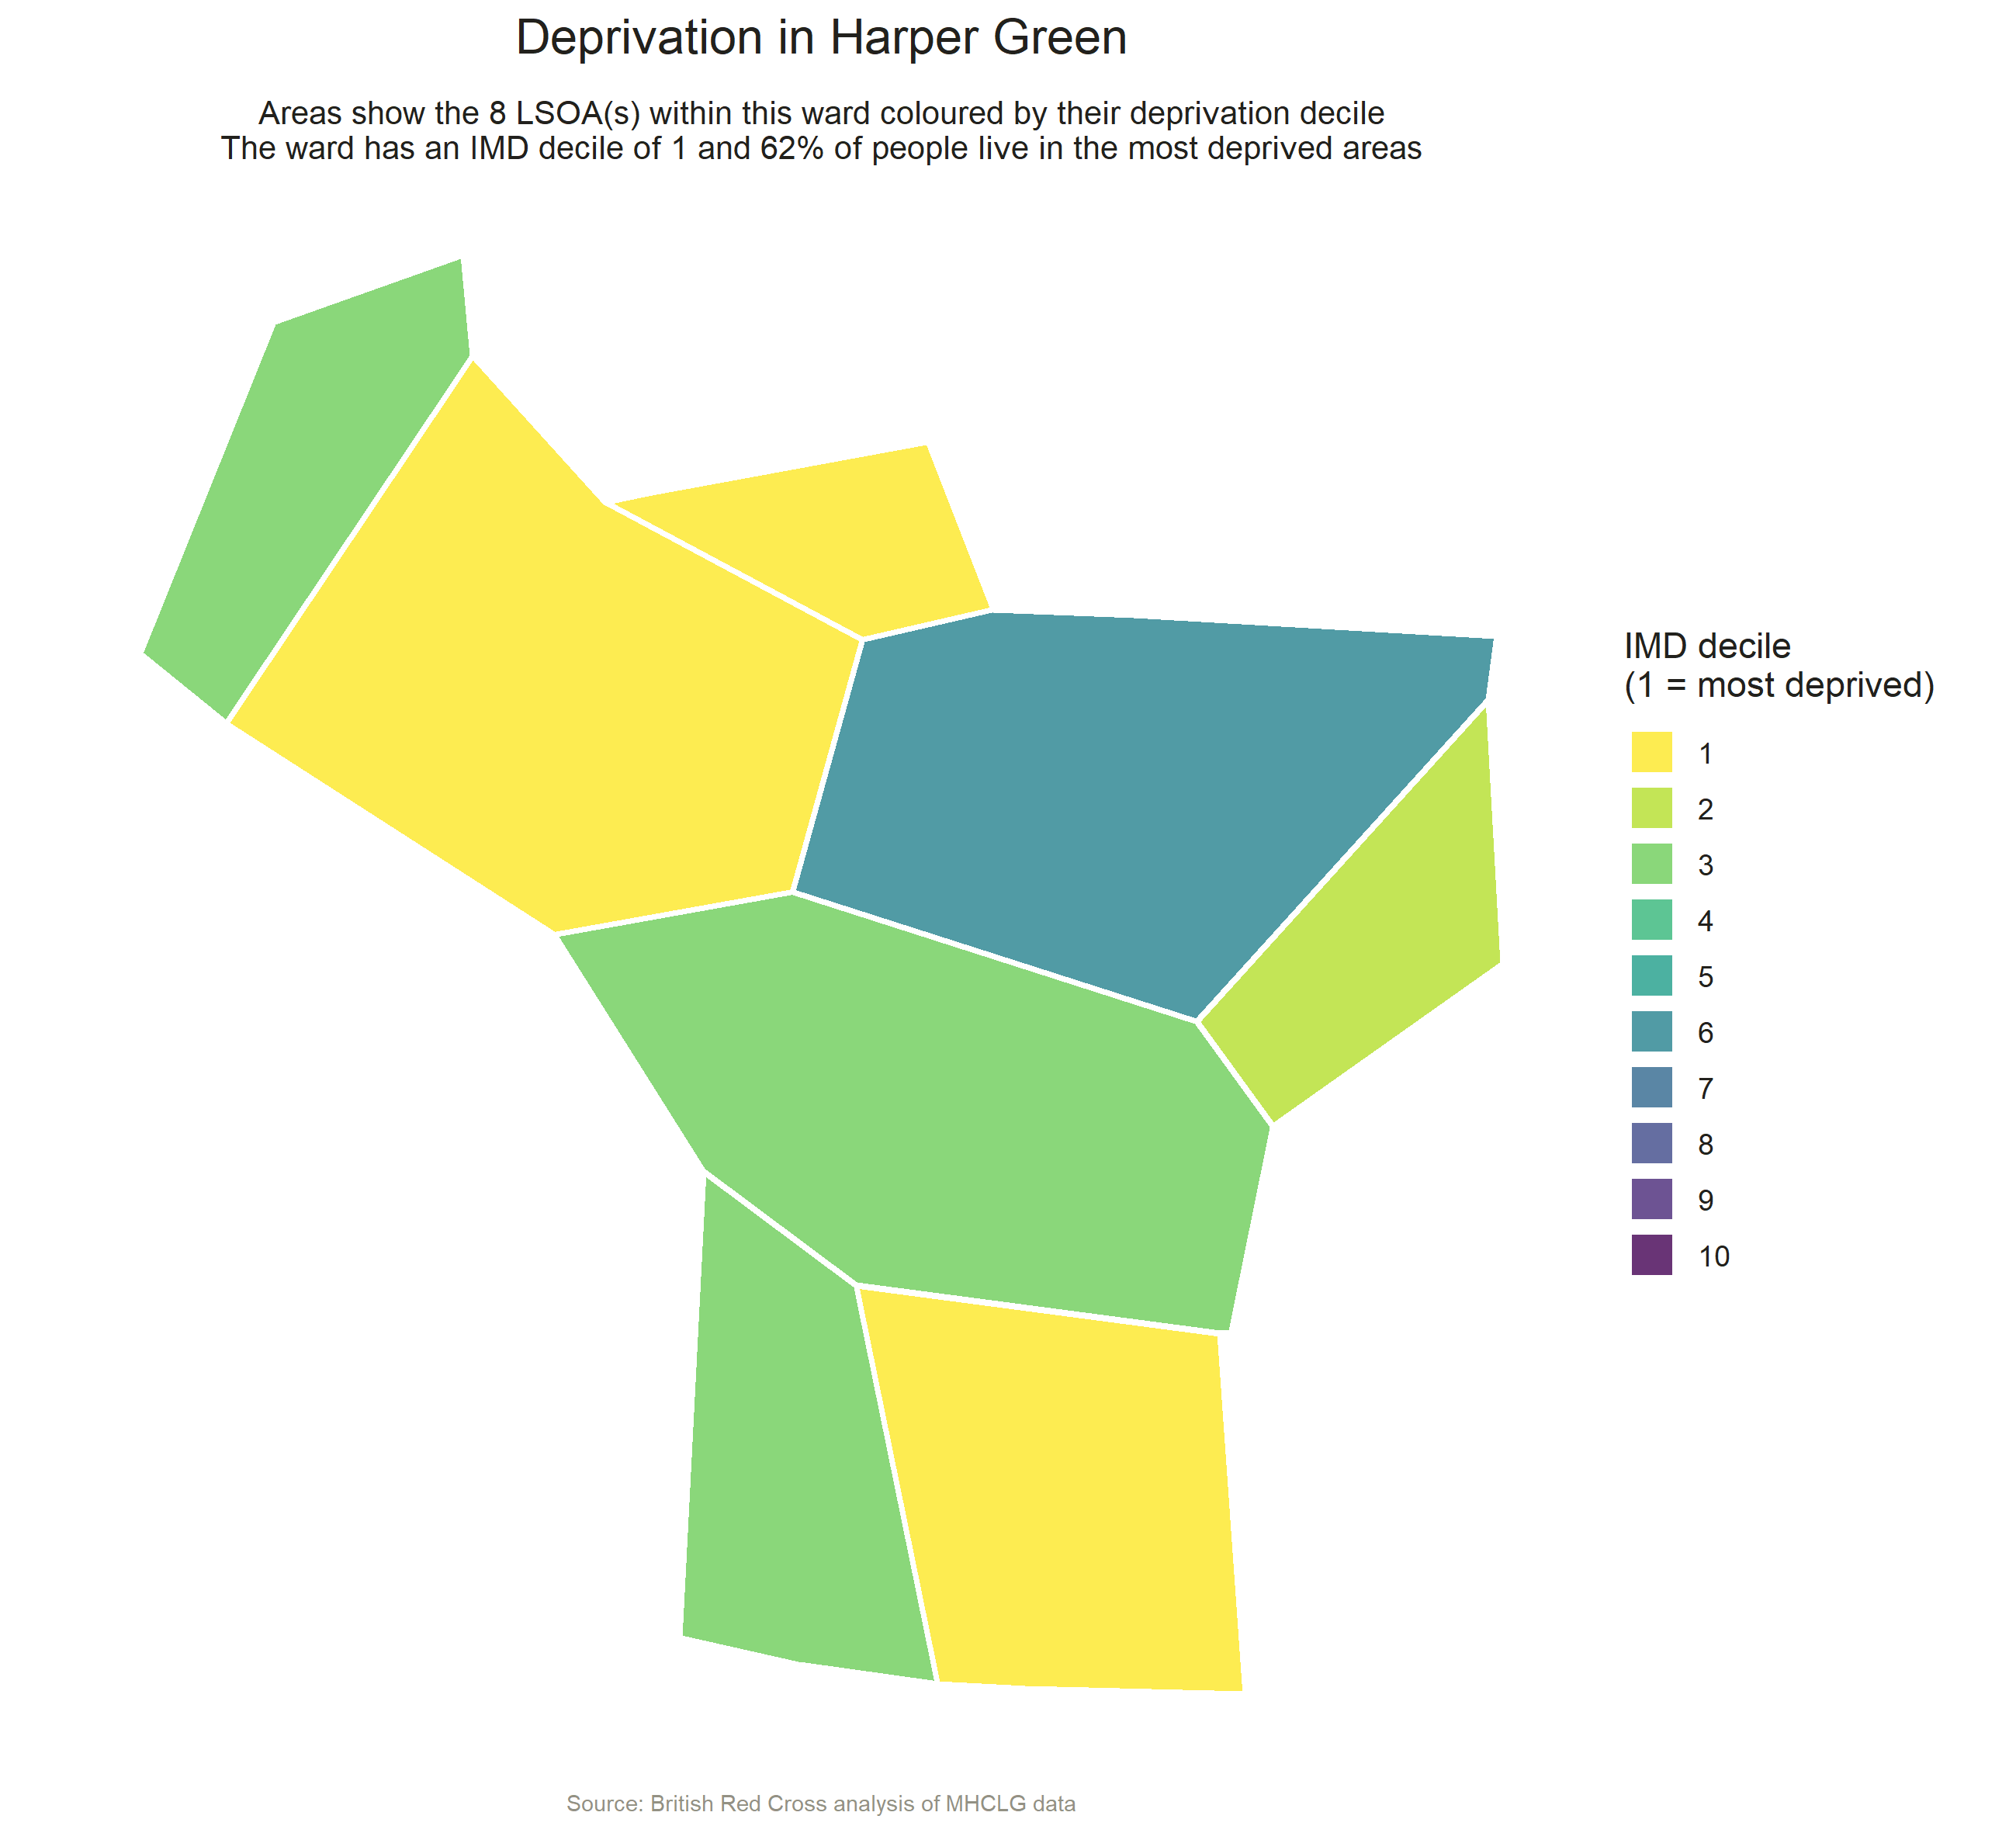 Deprivation in Harper Green
Areas show the 8 LSOA(s) within this ward coloured by their deprivation decile
The ward has an IMD decile of 1 and 62% of people live in the most deprived areas
IMD decile
(1 = most deprived)
1
2
3
4
5
6
7
8
9
10
Source: British Red Cross analysis of MHCLG data